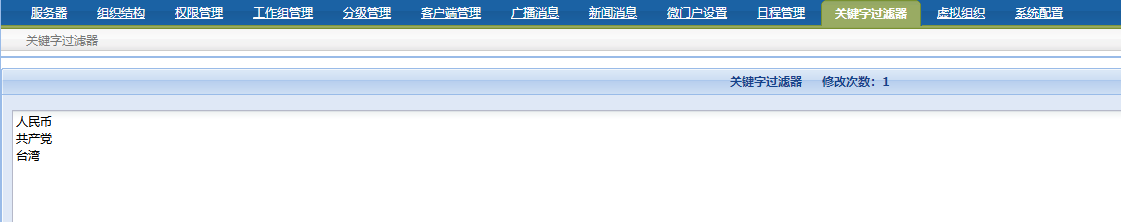 服务器 组织结构 权限管理 工作组管理 分级管理 客户端管理 广播消息 新闻消息 微门户设置 日程管理 关键字过滤器 虚拟组织 系统配置
关键字过滤器
关键字过滤器 修改次数：1
人民币
共产党
台湾